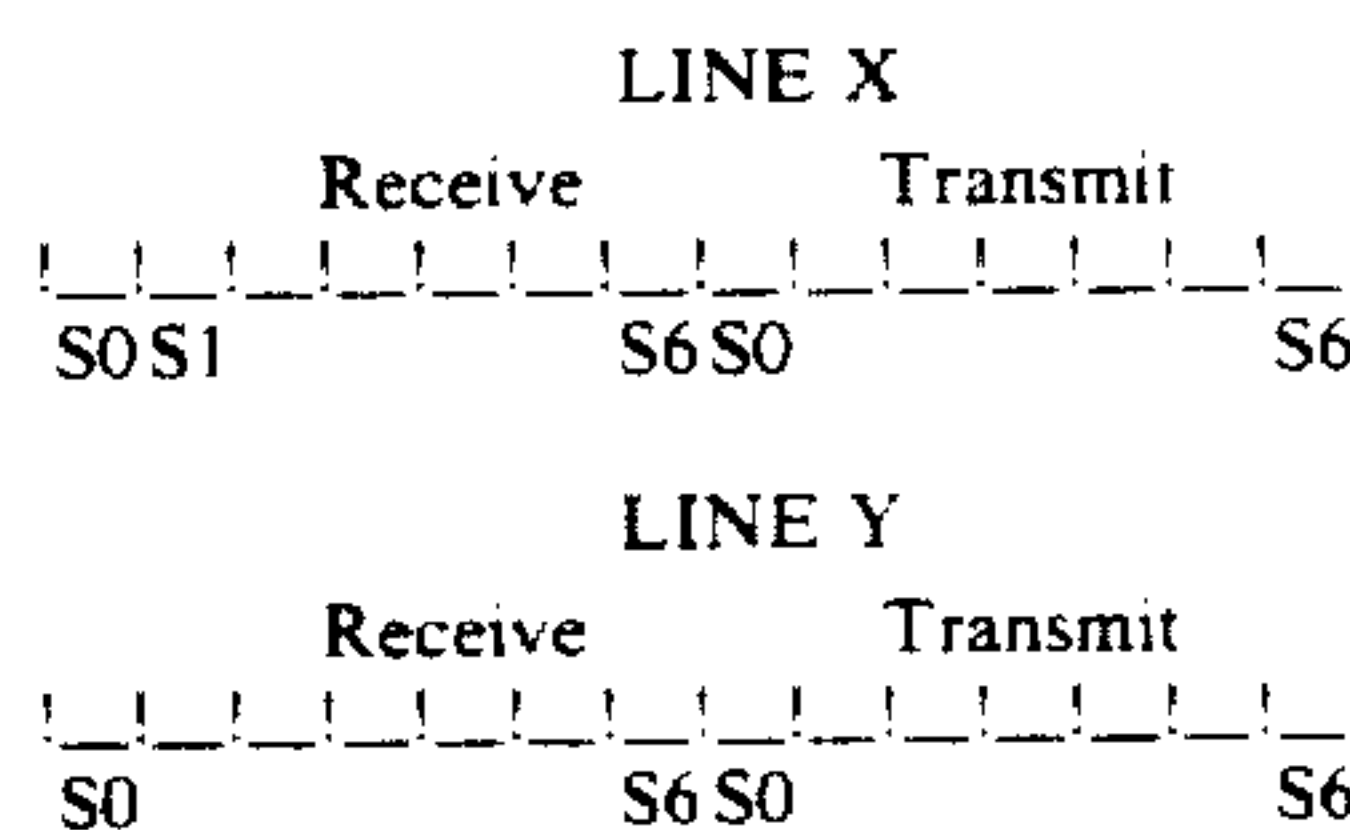 LINE X
Receive Transmit
S0 S1 S6 S0 S6
LINE Y
Receive Transmit
S0 S6 S0 S6